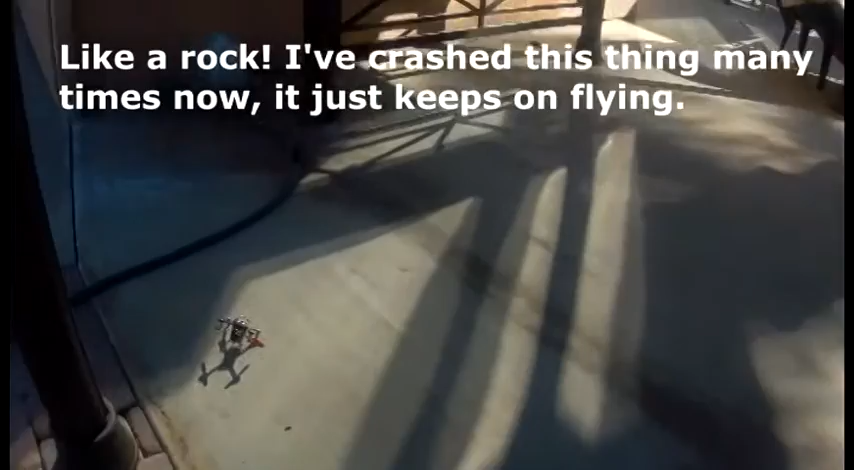 Like a rock! I've crashed this thing many
times now, it just keeps on flying.